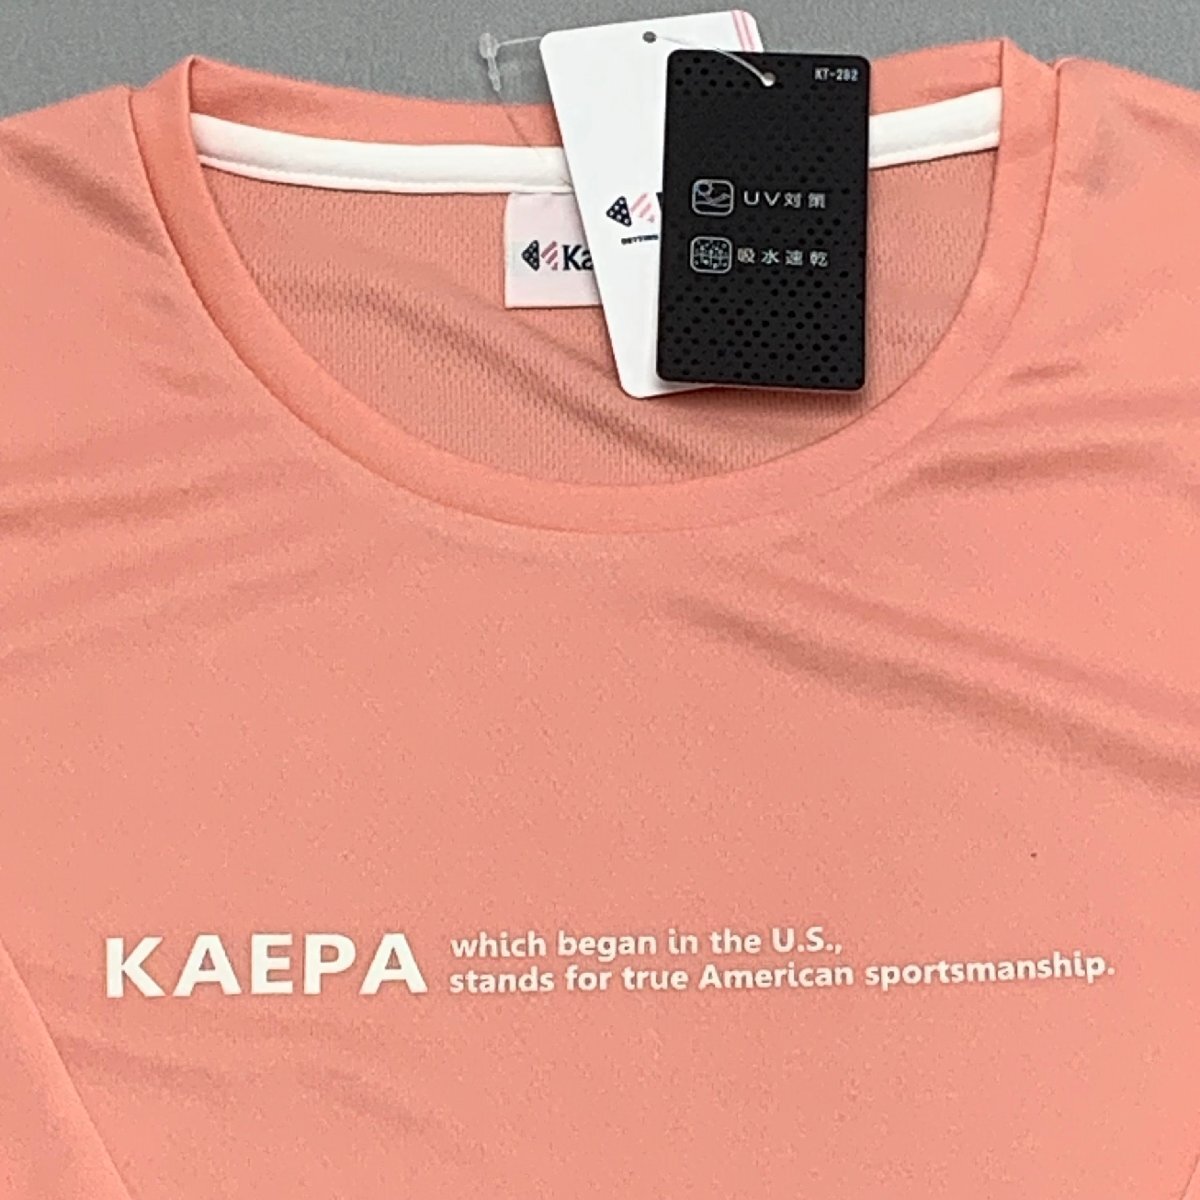 KT-282
UV対策
吸水速乾
KAEPA
which began in the U.S.,
stands for true American sportsmanship.